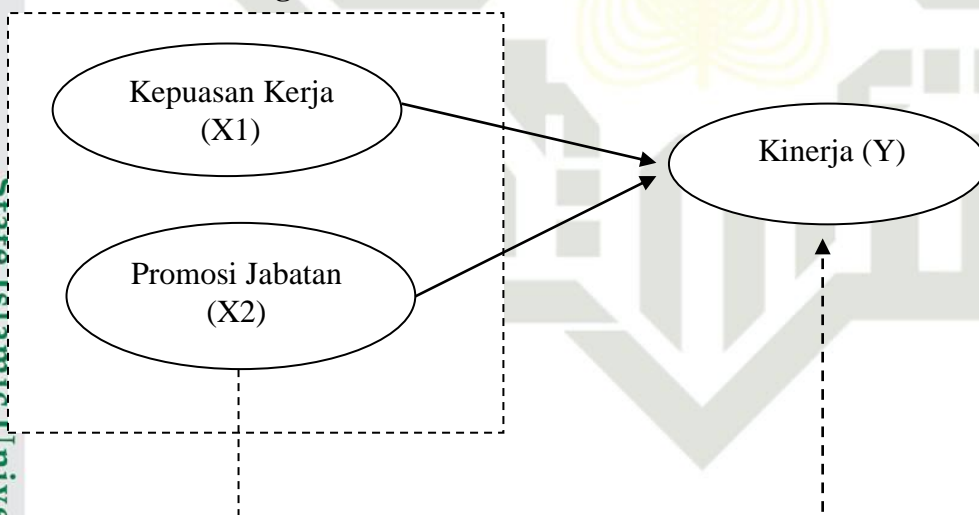 Kepuasan Kerja
(X1)
Kinerja (Y)
Promosi Jabatan
(X2)